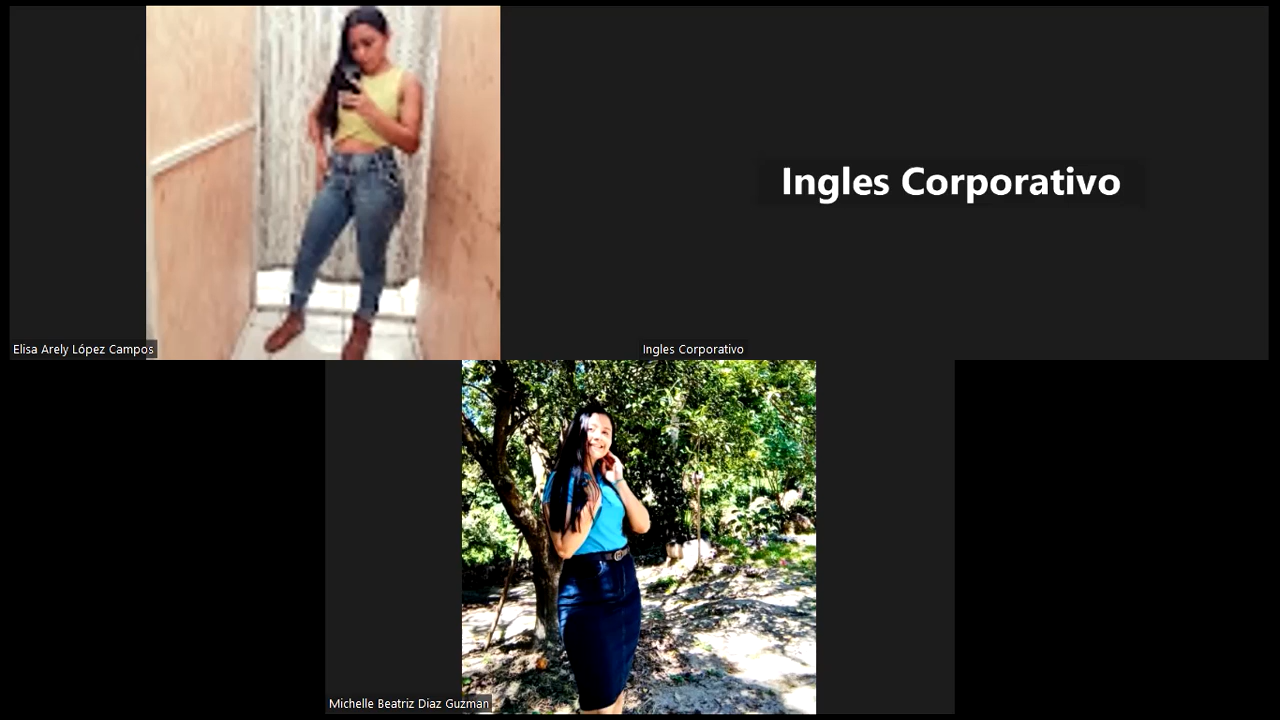 Ingles Corporativo
Elisa Arely López Campos
Ingles Corporativo
Michelle Beatriz Diaz Guzman